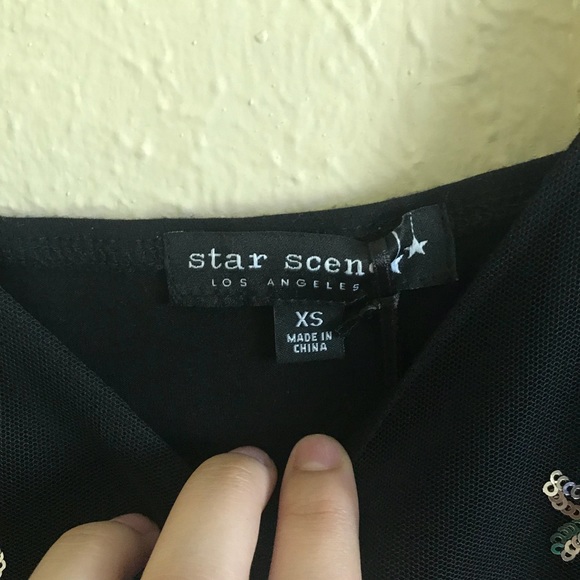 star scene
LOS ANGELES
XS
MADE IN
CHINA